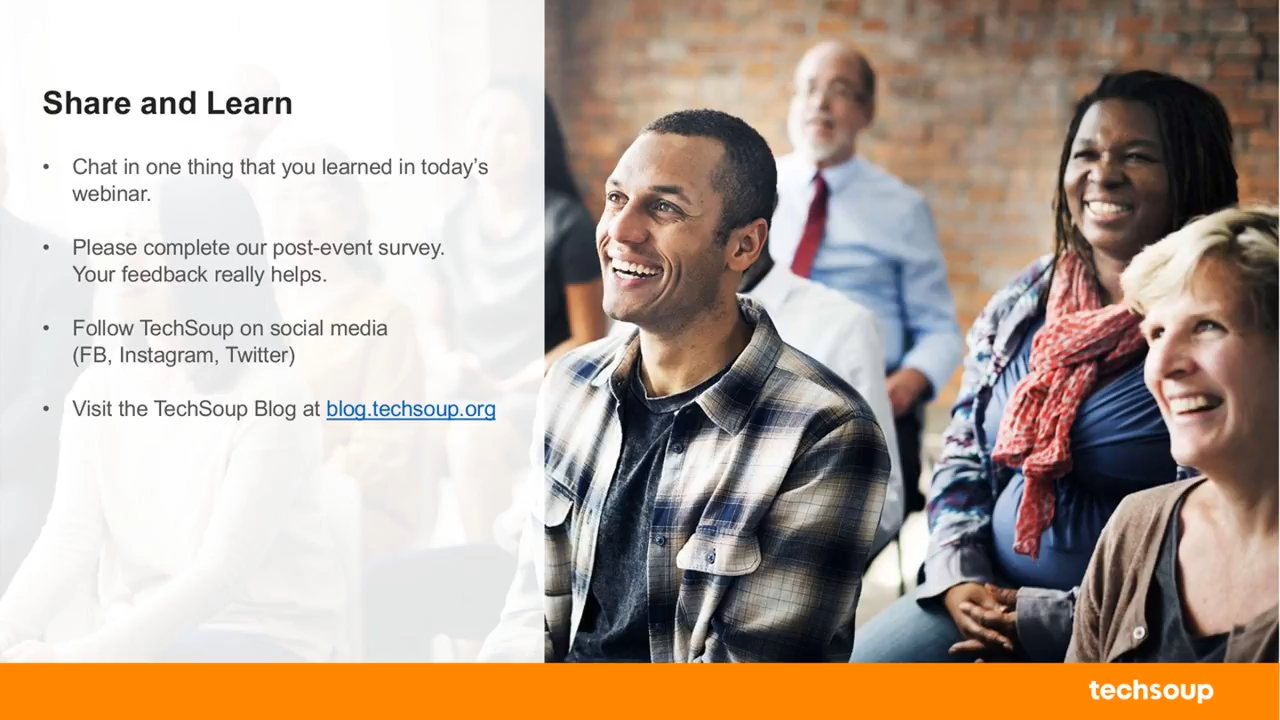 Share and Learn
• Chat in one thing that you learned in today’s
webinar.
• Please complete our post-event survey.
Your feedback really helps.
• Follow TechSoup on social media
(FB, Instagram, Twitter)
• Visit the TechSoup Blog at blog.techsoup.org
techsoup